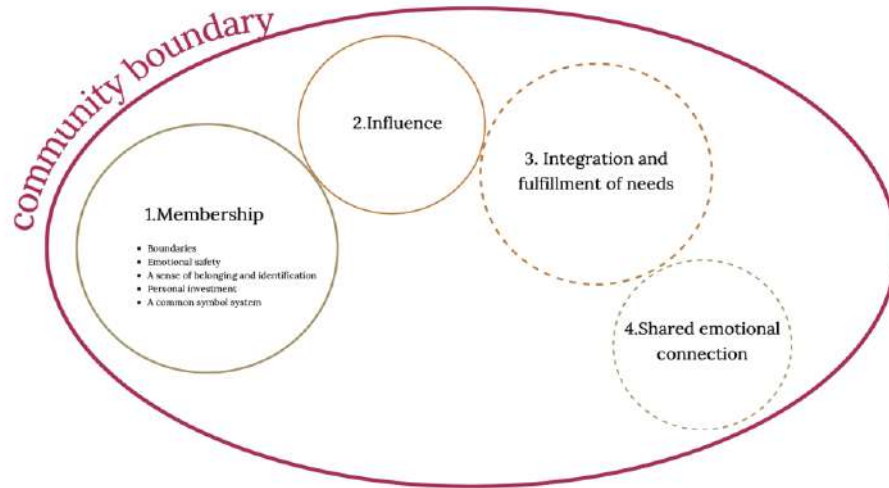 community boundary
2.Influence
3. Integration and
fulfillment of needs
1.Membership
• Boundaries
• Emotional safety
• A sense of belonging and identification
• Personal investment
• A common symbol system
4.Shared emotional
connection